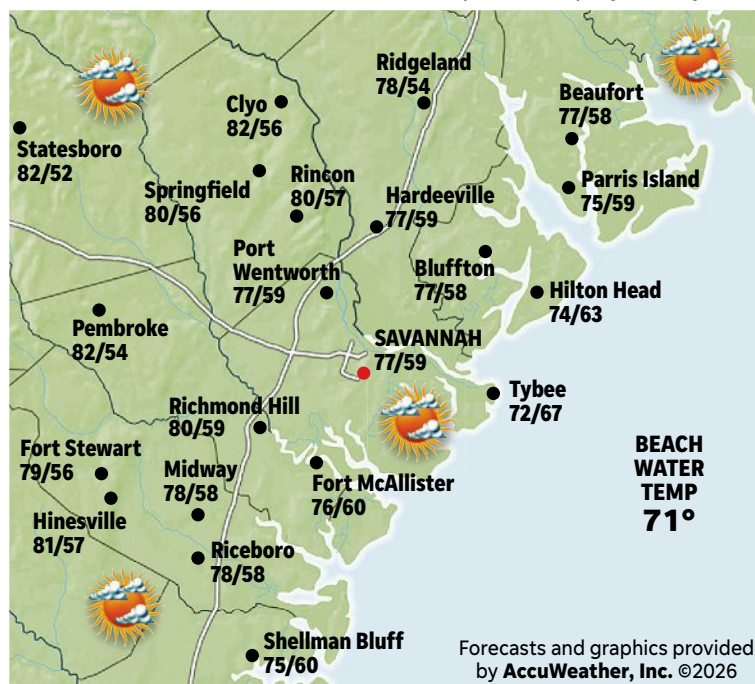 Ridgeland
78/54
Clyo
82/56
Beaufort
77/58
Statesboro
82/52
Springfield
80/56
Rincon
80/57
Parris Island
75/59
Hardeeville
77/59
Port
Wentworth
77/59
Bluffton
77/58
Hilton Head
74/63
Pembroke
82/54
SAVANNAH
77/59
Tybee
72/67
Richmond Hill
80/59
Fort Stewart
79/56
Midway
78/58
Fort McAllister
76/60
BEACH
WATER
TEMP
71°
Hinesville
81/57
Riceboro
78/58
Shellman Bluff
75/60
Forecasts and graphics provided
by AccuWeather, Inc. ©2026